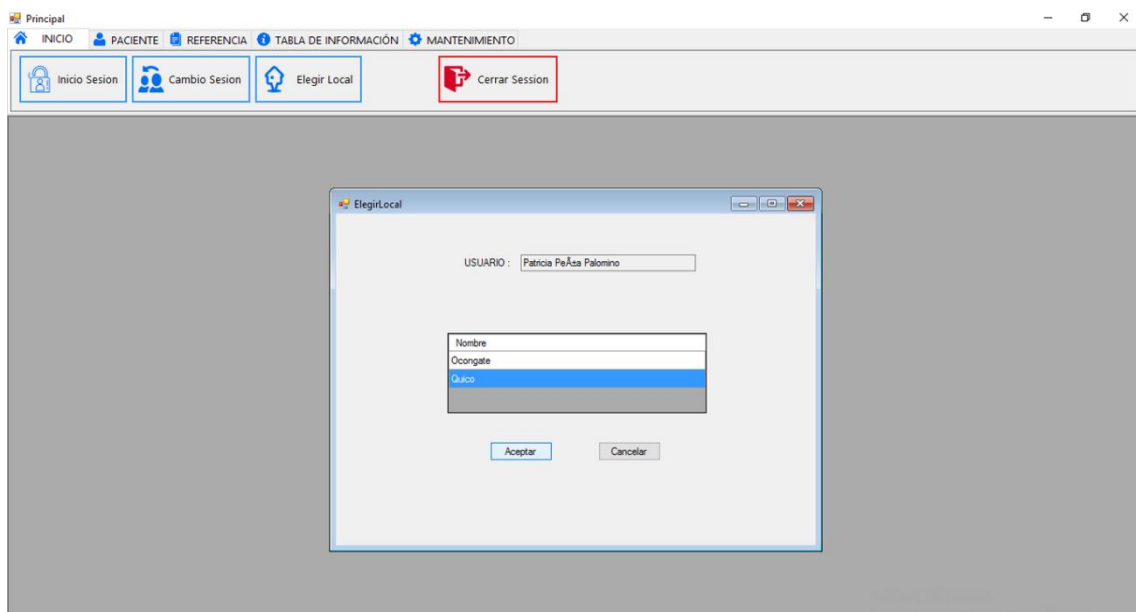 Principal
INICIO PACIENTE REFERENCIA TABLA DE INFORMACIÓN MANTENIMIENTO
Inicio Sesion Cambio Sesion Elegir Local Cerrar Session
ElegirLocal
USUARIO : Patricia PeÃ±a Palomino
Nombre
Ocongate
Quico
Aceptar Cancelar